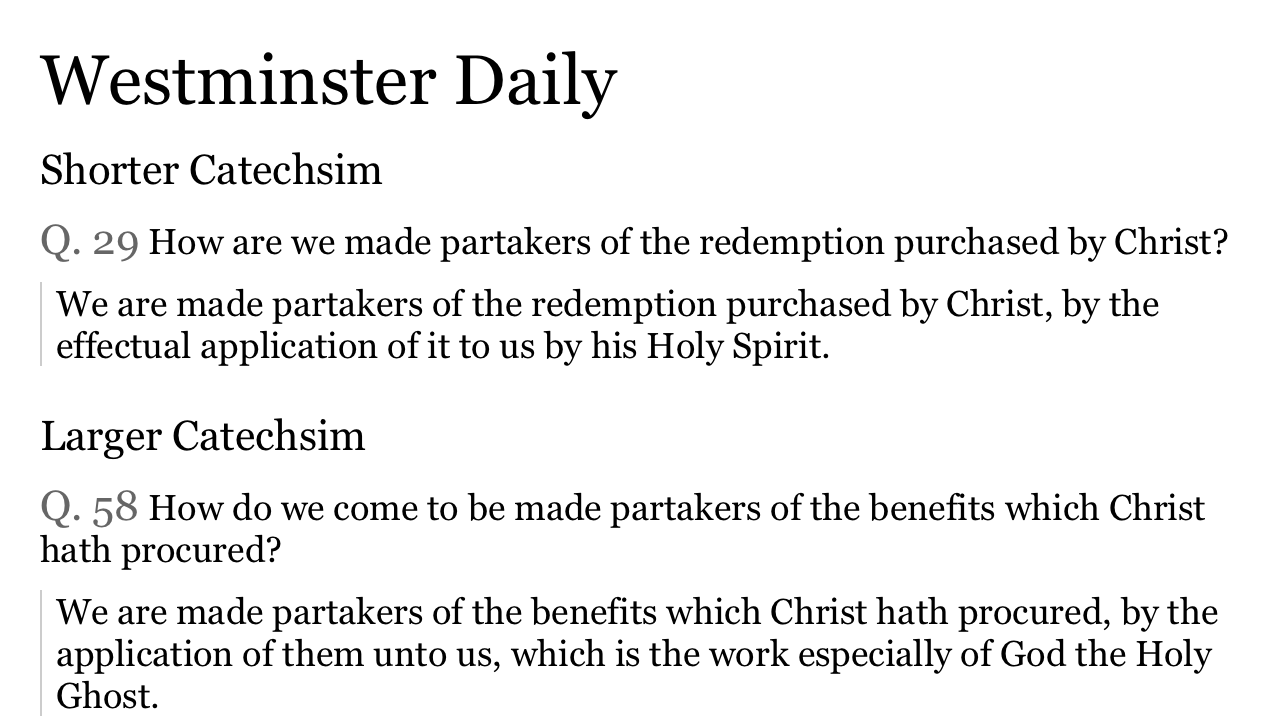 Westminster Daily
Shorter Catechsim
Q. 29 How are we made partakers of the redemption purchased by Christ?
We are made partakers of the redemption purchased by Christ, by the
effectual application of it to us by his Holy Spirit.
Larger Catechsim
Q. 58 How do we come to be made partakers of the benefits which Christ
hath procured?
We are made partakers of the benefits which Christ hath procured, by the
application of them unto us, which is the work especially of God the Holy
Ghost.